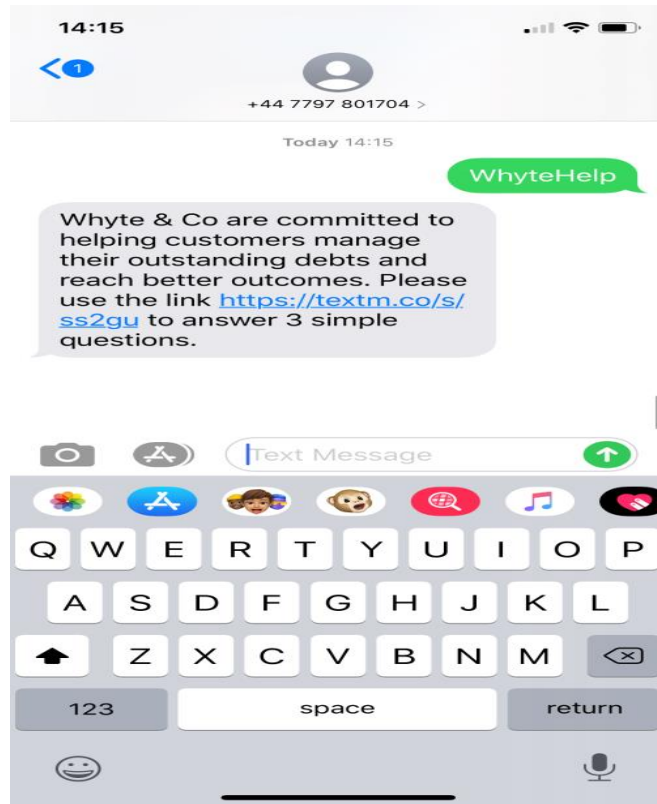 14:15
1
+44 7797 801704 >
Today 14:15
WhyteHelp
Whyte & Co are committed to
helping customers manage
their outstanding debts and
reach better outcomes. Please
use the link https://textm.co/s/
ss2gu to answer 3 simple
questions.
Text Message
Q W E R T Y U I O P
A S D F G H J K L
Z X C V B N M
123 space return